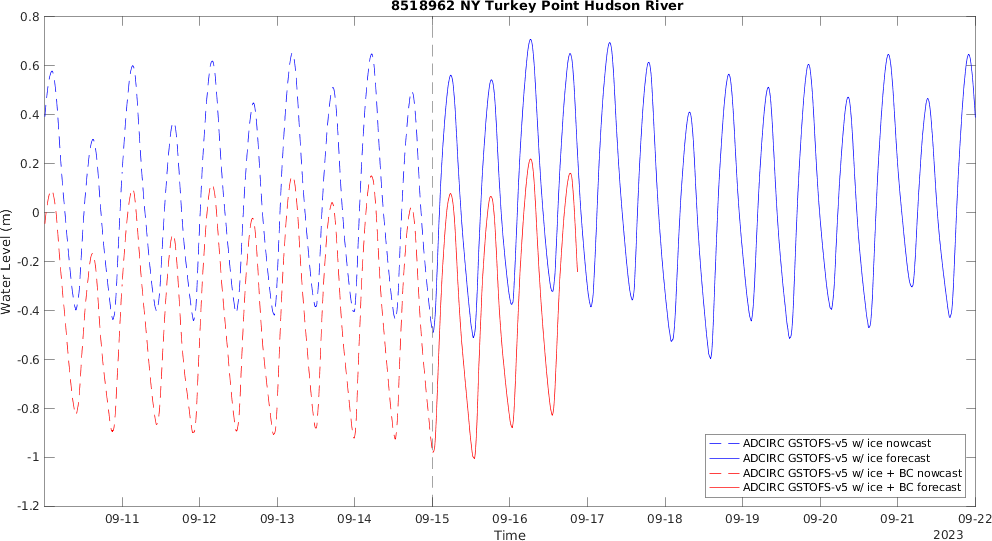 8518962 NY Turkey Point Hudson River
0.8
0.6
0.4
0.2
0
-0.2
-0.4
-0.6
-0.8
-1
-1.2
Water Level (m)
09-11 09-12 09-13 09-14 09-15 09-16 09-17 09-18 09-19 09-20 09-21 09-22
Time
2023
ADCIRC GSTOFS-v5 w/ ice nowcast
ADCIRC GSTOFS-v5 w/ ice forecast
ADCIRC GSTOFS-v5 w/ ice + BC nowcast
ADCIRC GSTOFS-v5 w/ ice + BC forecast